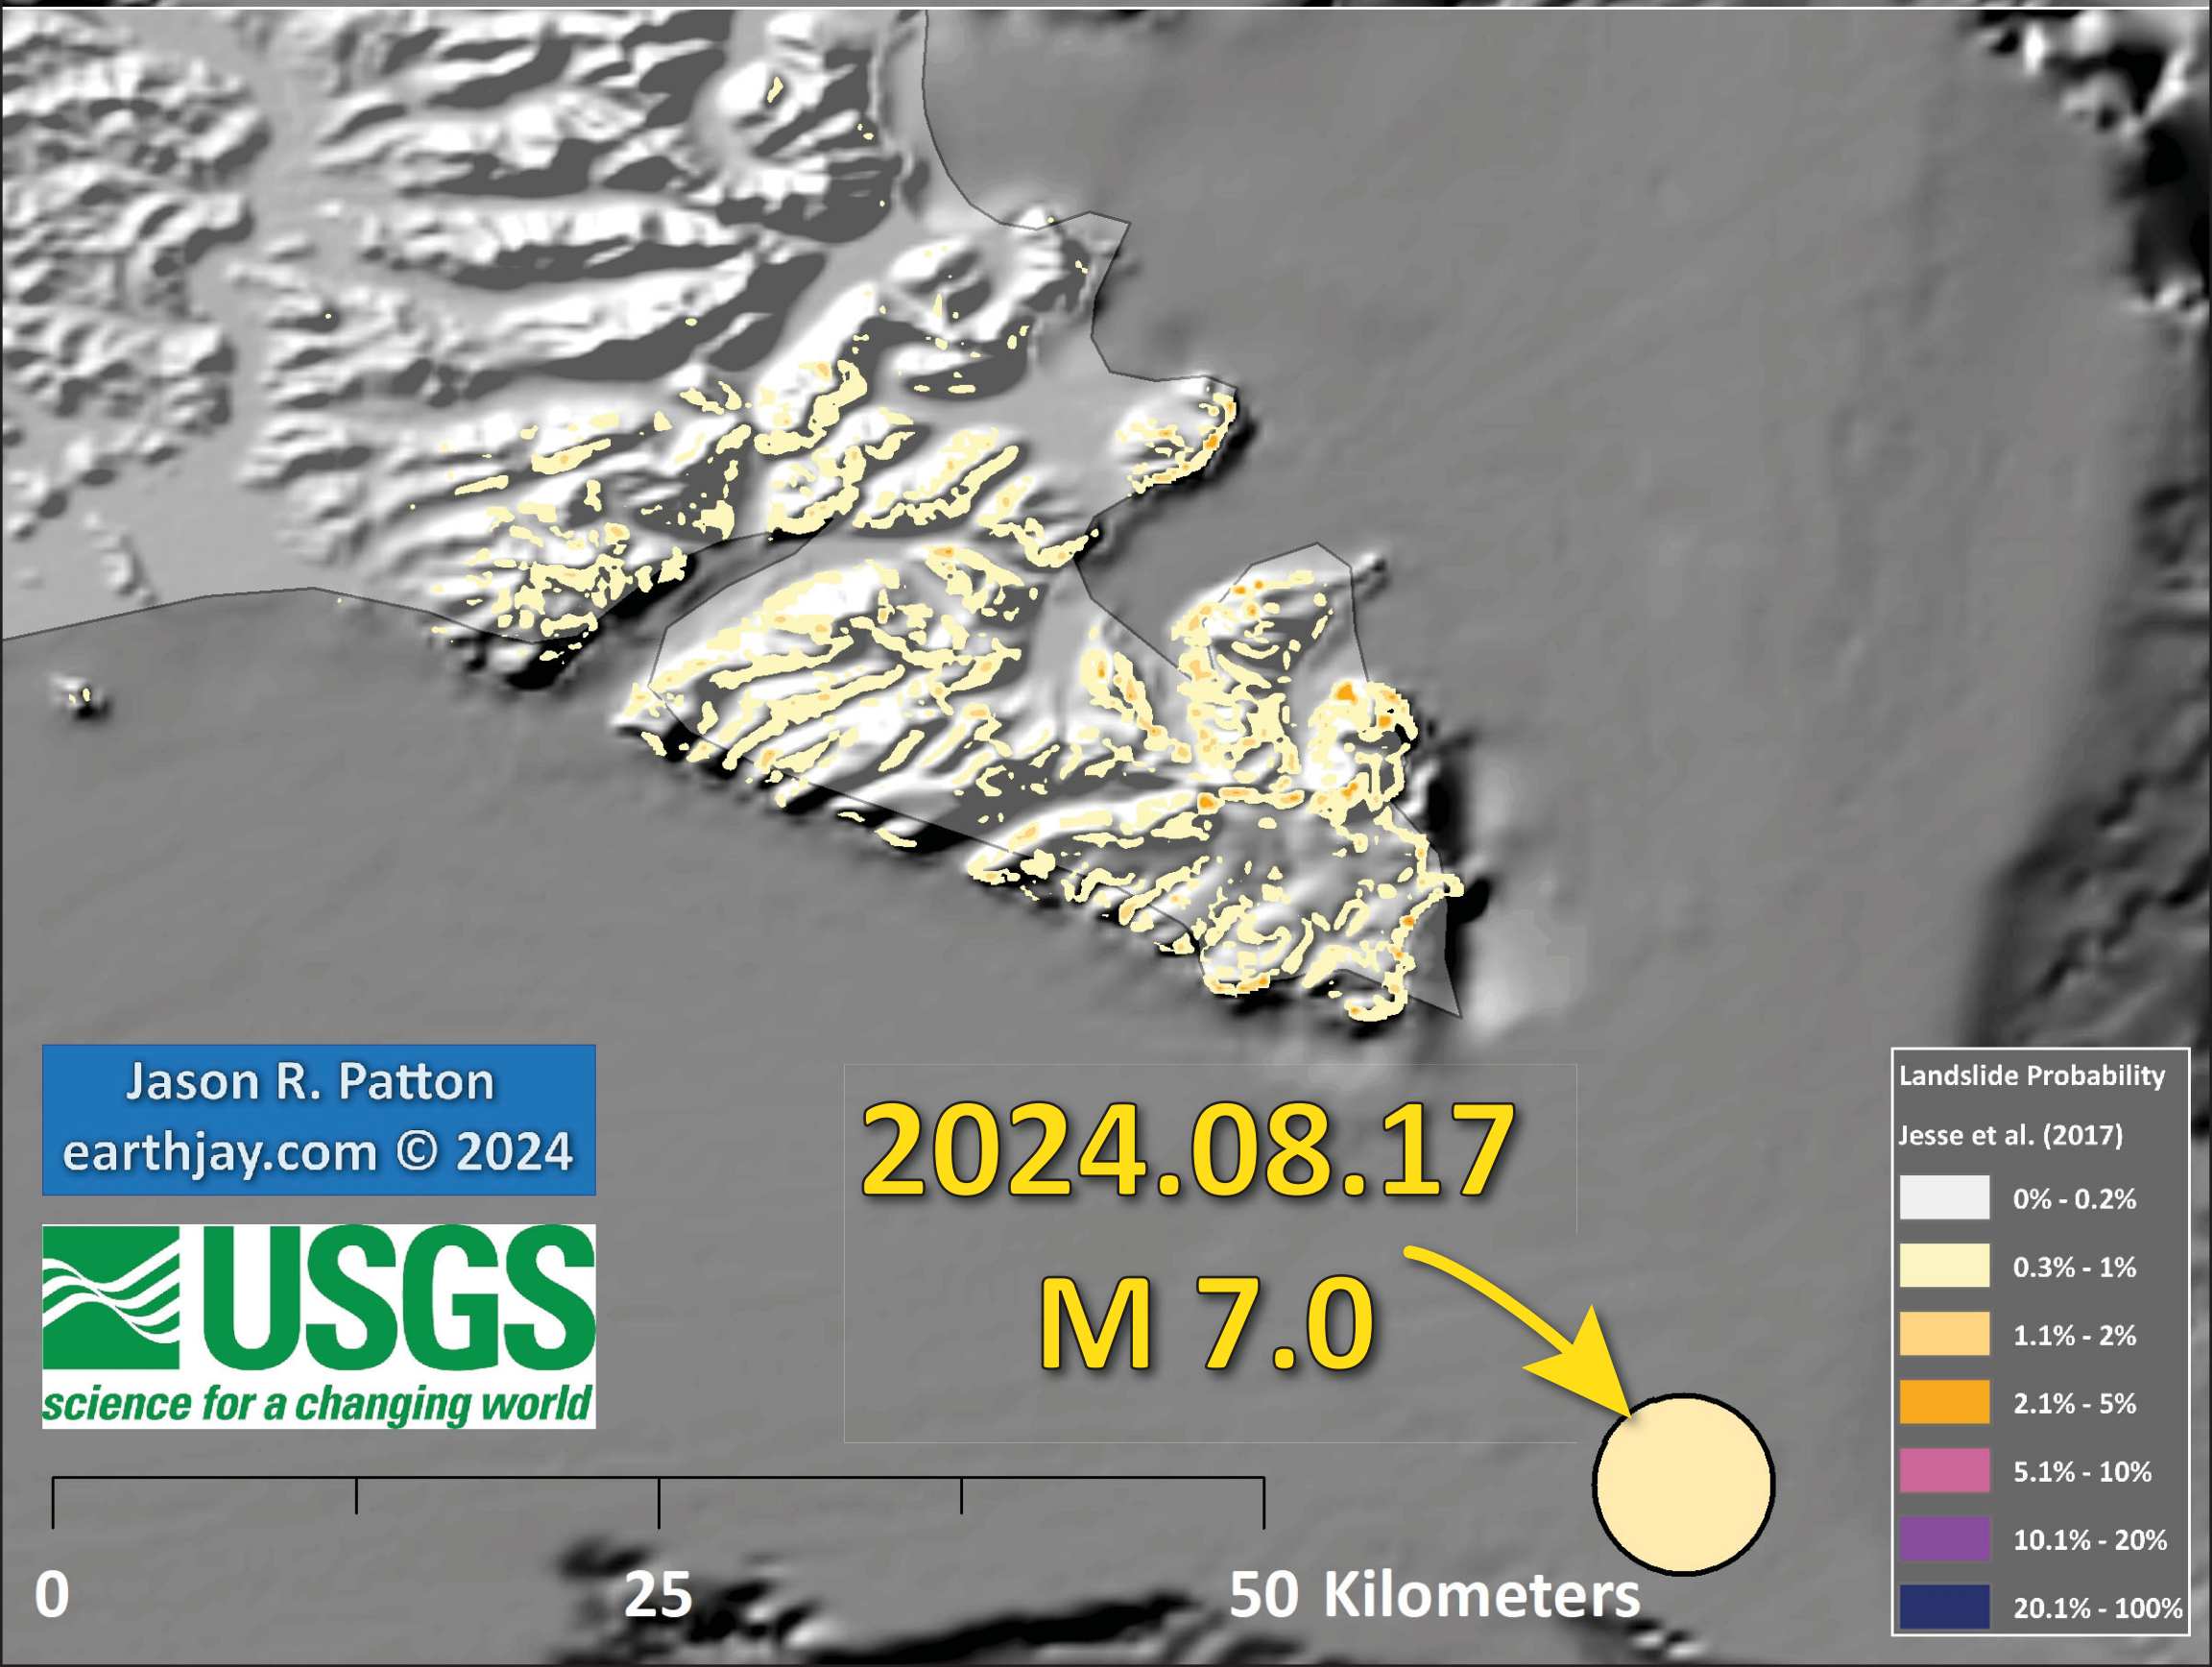 Jason R. Patton
earthjay.com © 2024
USGS
science for a changing world
2024.08.17
M 7.0
0
25
50 Kilometers
Landslide Probability
Jesse et al. (2017)
0% - 0.2%
0.3% - 1%
1.1% - 2%
2.1% - 5%
5.1% - 10%
10.1% - 20%
20.1% - 100%